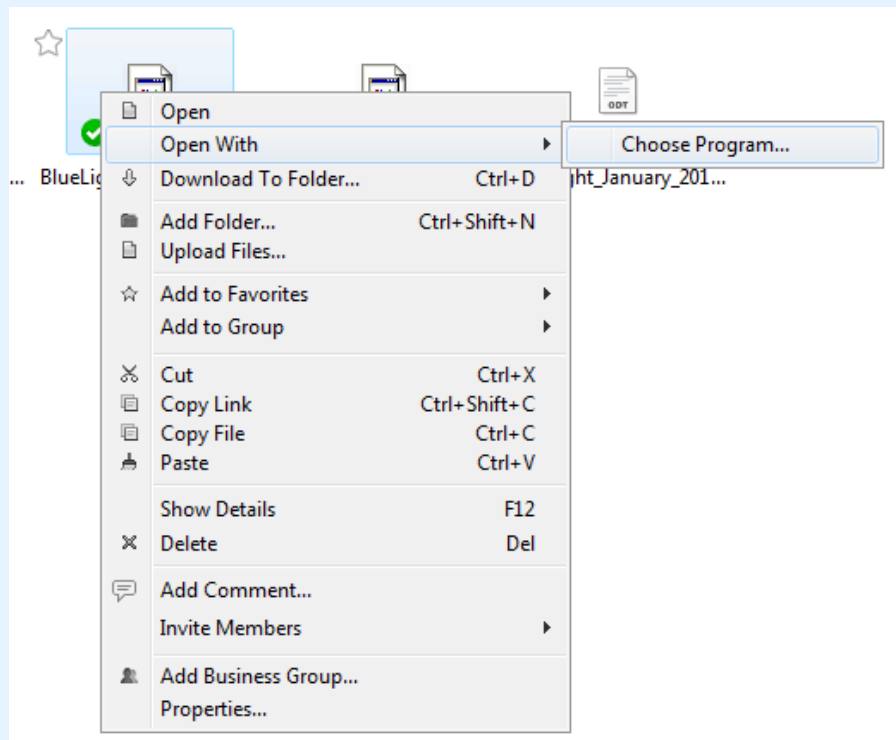 ODT
... BlueLig
ht_January_201...
Open
Open With
Choose Program...
Download To Folder... Ctrl+D
Add Folder... Ctrl+Shift+N
Upload Files...
Add to Favorites
Add to Group
Cut Ctrl+X
Copy Link Ctrl+Shift+C
Copy File Ctrl+C
Paste Ctrl+V
Show Details F12
Delete Del
Add Comment...
Invite Members
Add Business Group...
Properties...